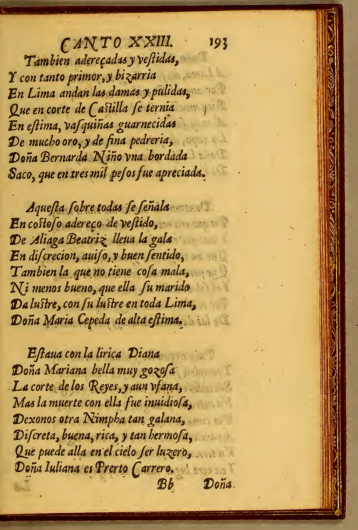 CANTO XXIII. 193
Tambien adereçadas y vestidas,
Y con tanto primor, y bizarria
En Lima andan las damas y pulidas,
Que en corte de Castilla se ternia
En estima, vasquiñas guarnecidas
De mucho oro, y de fina pedreria,
Doña Bernarda Niño vna bordada
Saco, que en tres mil pesos fue apreciada.
Aquesta sobre todas se señala
En costoso adereço de vestido,
De Aliaga Beatriz lleua la gala
En discrecion, auiso, y buen sentido,
Tambien la que no tiene cosa mala,
Ni menos bueno, que ella su marido
Da lustre, con su lustre en toda Lima,
Doña Maria Cepeda de alta estima.
Estaua con la lirica Diana
Doña Mariana bella muy gozosa
La corte de los Reyes, y aun vfana,
Mas la muerte con ella fue inuidiosa,
Dexonos otra Nimpha tan galana,
Discreta, buena, rica, y tan hermosa,
Que puede alla en el cielo ser luzero,
Doña Iuliana es Prerto Carrero.
Bb Doña